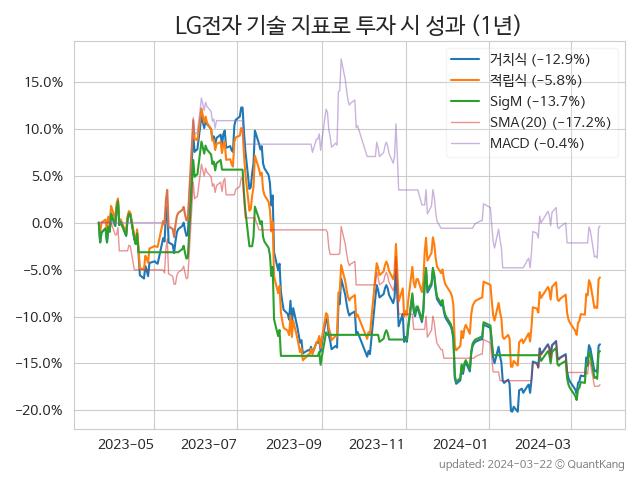 LG전자 기술 지표로 투자 시 성과 (1년)
거치식 (−12.9%)
적립식 (−5.8%)
SigM (−13.7%)
SMA(20) (−17.2%)
MACD (−0.4%)
15.0%
10.0%
5.0%
0.0%
−5.0%
−10.0%
−15.0%
−20.0%
2023-05 2023-07 2023-09 2023-11 2024-01 2024-03
updated: 2024-03-22 © QuantKang